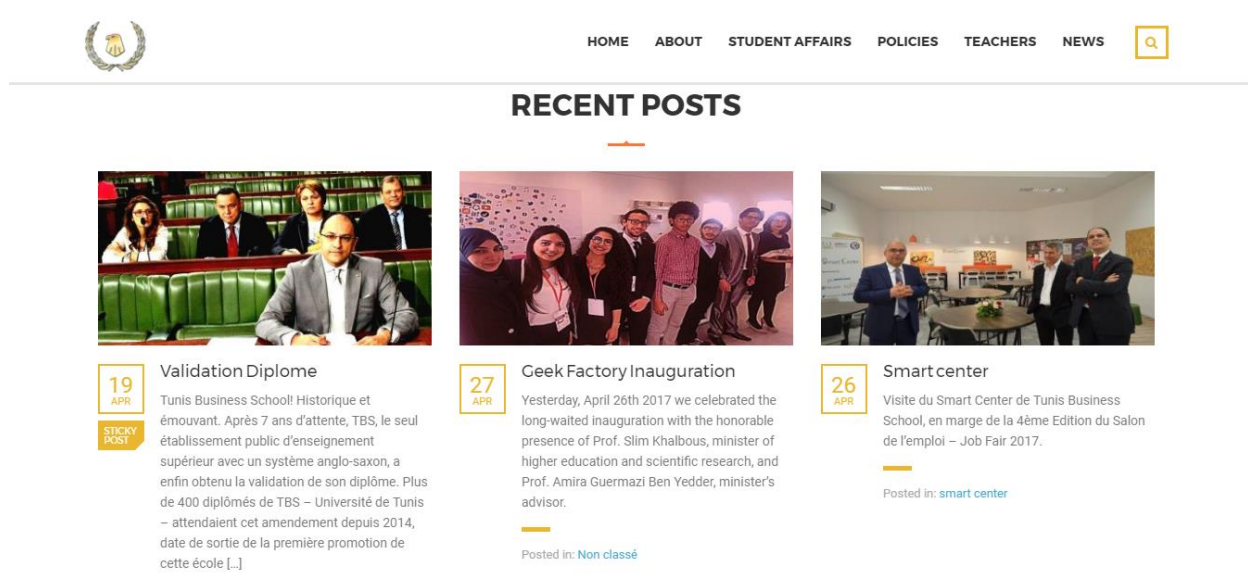 HOME ABOUT STUDENT AFFAIRS POLICIES TEACHERS NEWS
RECENT POSTS
19
APR
STICKY
POST
Validation Diplome
Tunis Business School! Historique et
émouvant. Après 7 ans d'attente, TBS, le seul
établissement public d'enseignement
supérieur avec un système anglo-saxon, a
enfin obtenu la validation de son diplôme. Plus
de 400 diplômés de TBS – Université de Tunis
– attendaient cet amendement depuis 2014,
date de sortie de la première promotion de
cette école [...]
27
APR
Geek Factory Inauguration
Yesterday, April 26th 2017 we celebrated the
long-waited inauguration with the honorable
presence of Prof. Slim Khalbous, minister of
higher education and scientific research, and
Prof. Amira Guermazi Ben Yedder, minister's
advisor.
Posted in: Non classé
26
APR
Smart center
Visite du Smart Center de Tunis Business
School, en marge de la 4ème Edition du Salon
de l'emploi – Job Fair 2017.
Posted in: smart center